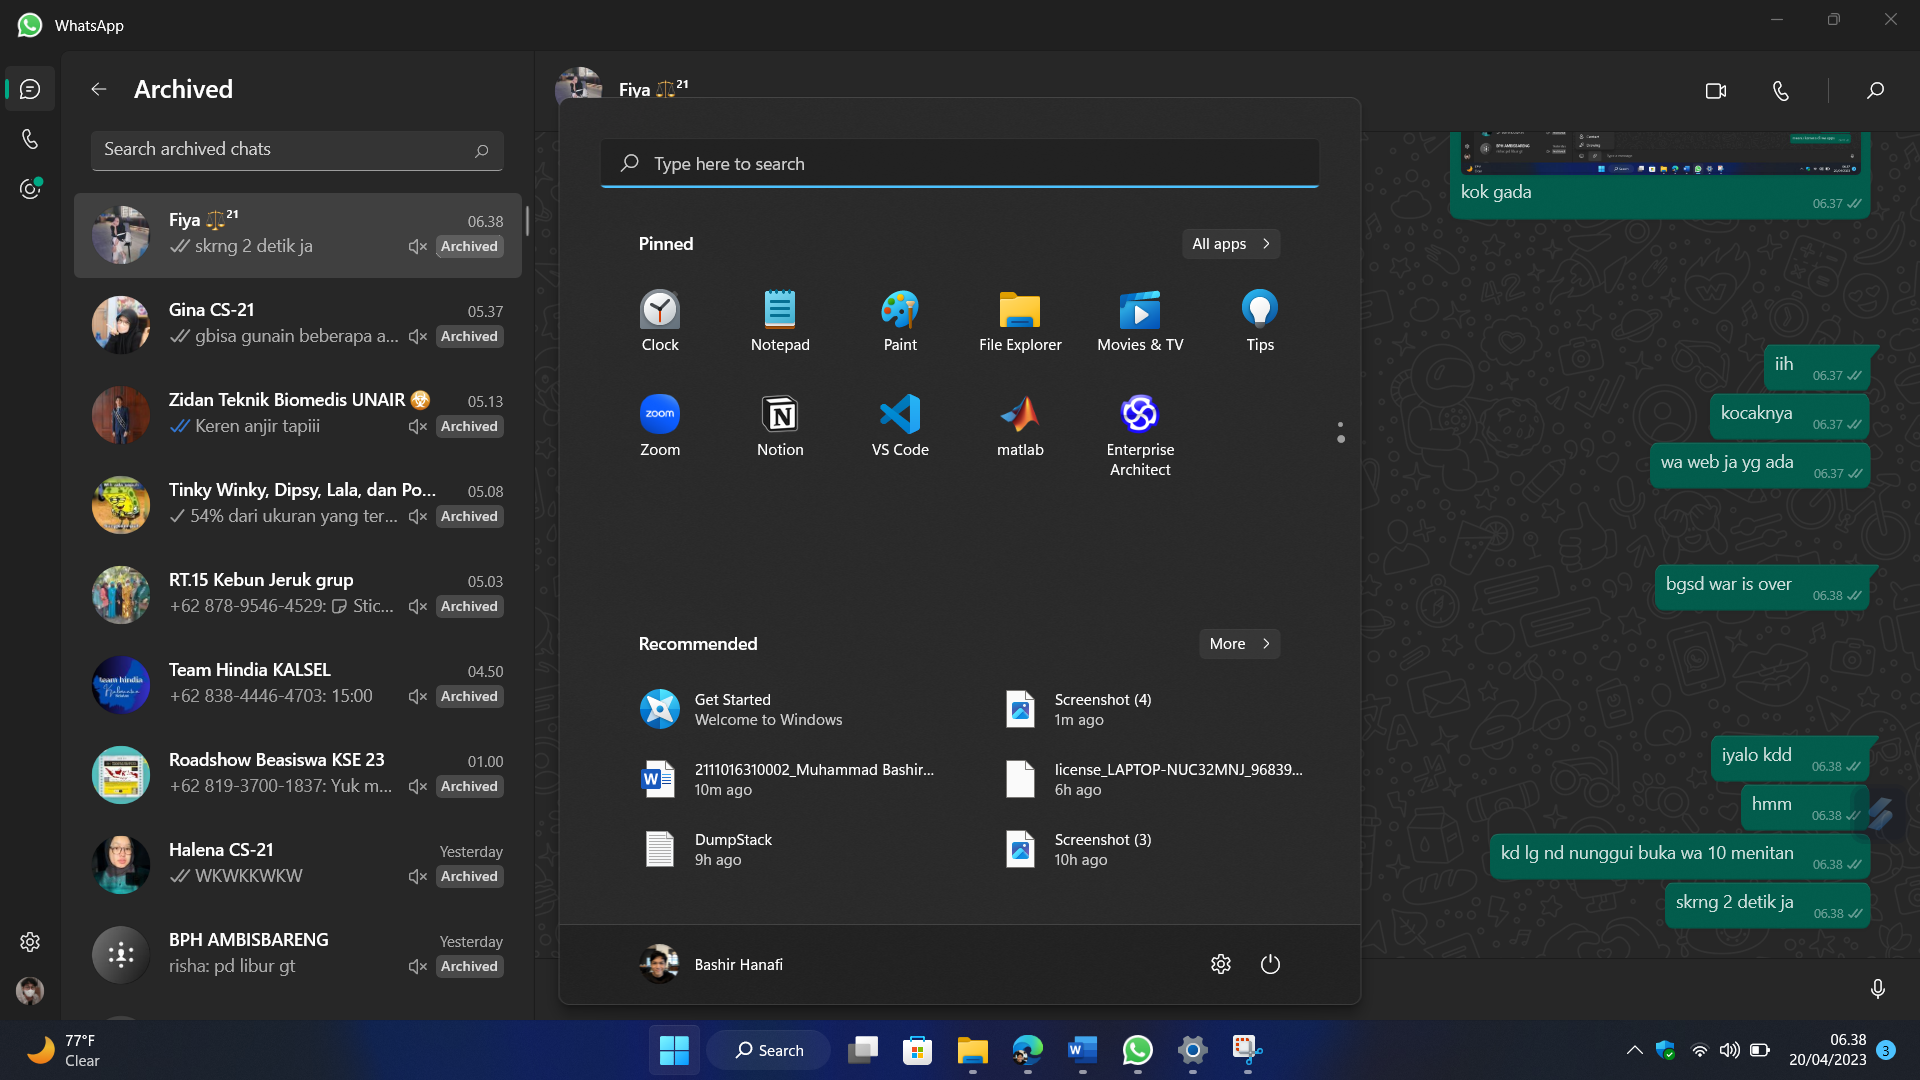 WhatsApp
Archived
Search archived chats
Fiya ⚖️²¹
06.38
skrng 2 detik ja
Archived
Gina CS-21
05.37
gbisa gunain beberapa a...
Archived
Zidan Teknik Biomedis UNAIR
05.13
Keren anjir tapiii
Archived
Tinky Winky, Dipsy, Lala, dan Po...
05.08
54% dari ukuran yang ter...
Archived
RT.15 Kebun Jeruk grup
05.03
+62 878-9546-4529: Stic...
Archived
Team Hindia KALSEL
04.50
+62 838-4446-4703: 15:00
Archived
Roadshow Beasiswa KSE 23
01.00
+62 819-3700-1837: Yuk m...
Archived
Halena CS-21
Yesterday
WKWKKWKW
Archived
BPH AMBISBARENG
Yesterday
risha: pd libur gt
Archived
Fiya ⚖️²¹
Type here to search
Pinned
All apps
Clock
Notepad
Paint
File Explorer
Movies & TV
Tips
zoom
Zoom
Notion
VS Code
matlab
Enterprise
Architect
Recommended
More
Get Started
Welcome to Windows
Screenshot (4)
1m ago
2111016310002_Muhammad Bashir...
10m ago
license_LAPTOP-NUC32MNJ_96839...
6h ago
DumpStack
9h ago
Screenshot (3)
10h ago
Bashir Hanafi
kok gada
06.37
iih
06.37
kocaknya
06.37
wa web ja yg ada
06.37
bgsd war is over
06.38
iyalo kdd
06.38
hmm
06.38
kd lg nd nunggui buka wa 10 menitan
06.38
skrng 2 detik ja
06.38
77°F
Clear
Search
06.38
20/04/2023
3